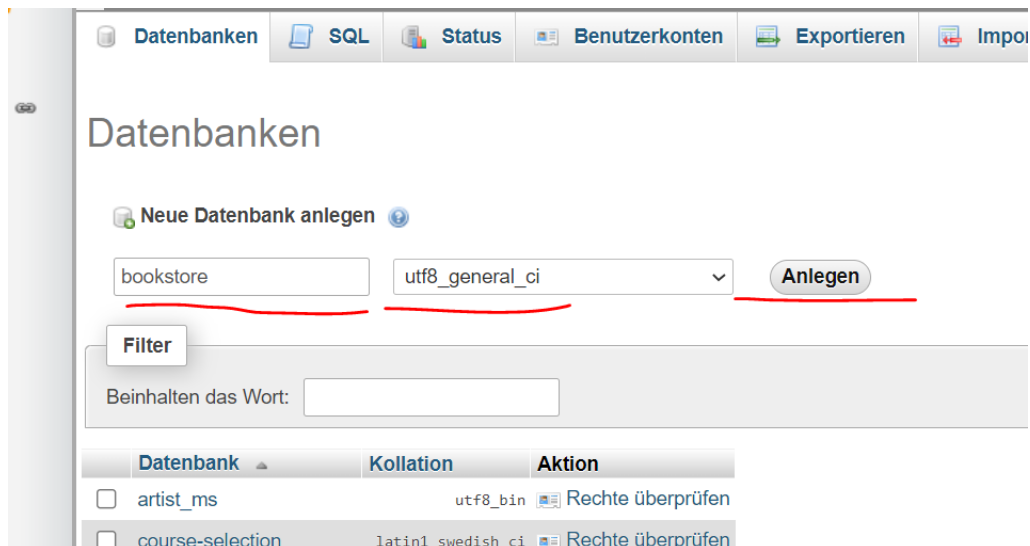 Datenbanken SQL Status Benutzerkonten Exportieren
Datenbanken
Neue Datenbank anlegen
bookstore utf8_general_ci Anlegen
Filter
Beinhalten das Wort:
Datenbank Kollation Aktion
artist_ms utf8_bin Rechte überprüfen
course-selection latin1_swedish_ci Rechte überprüfen